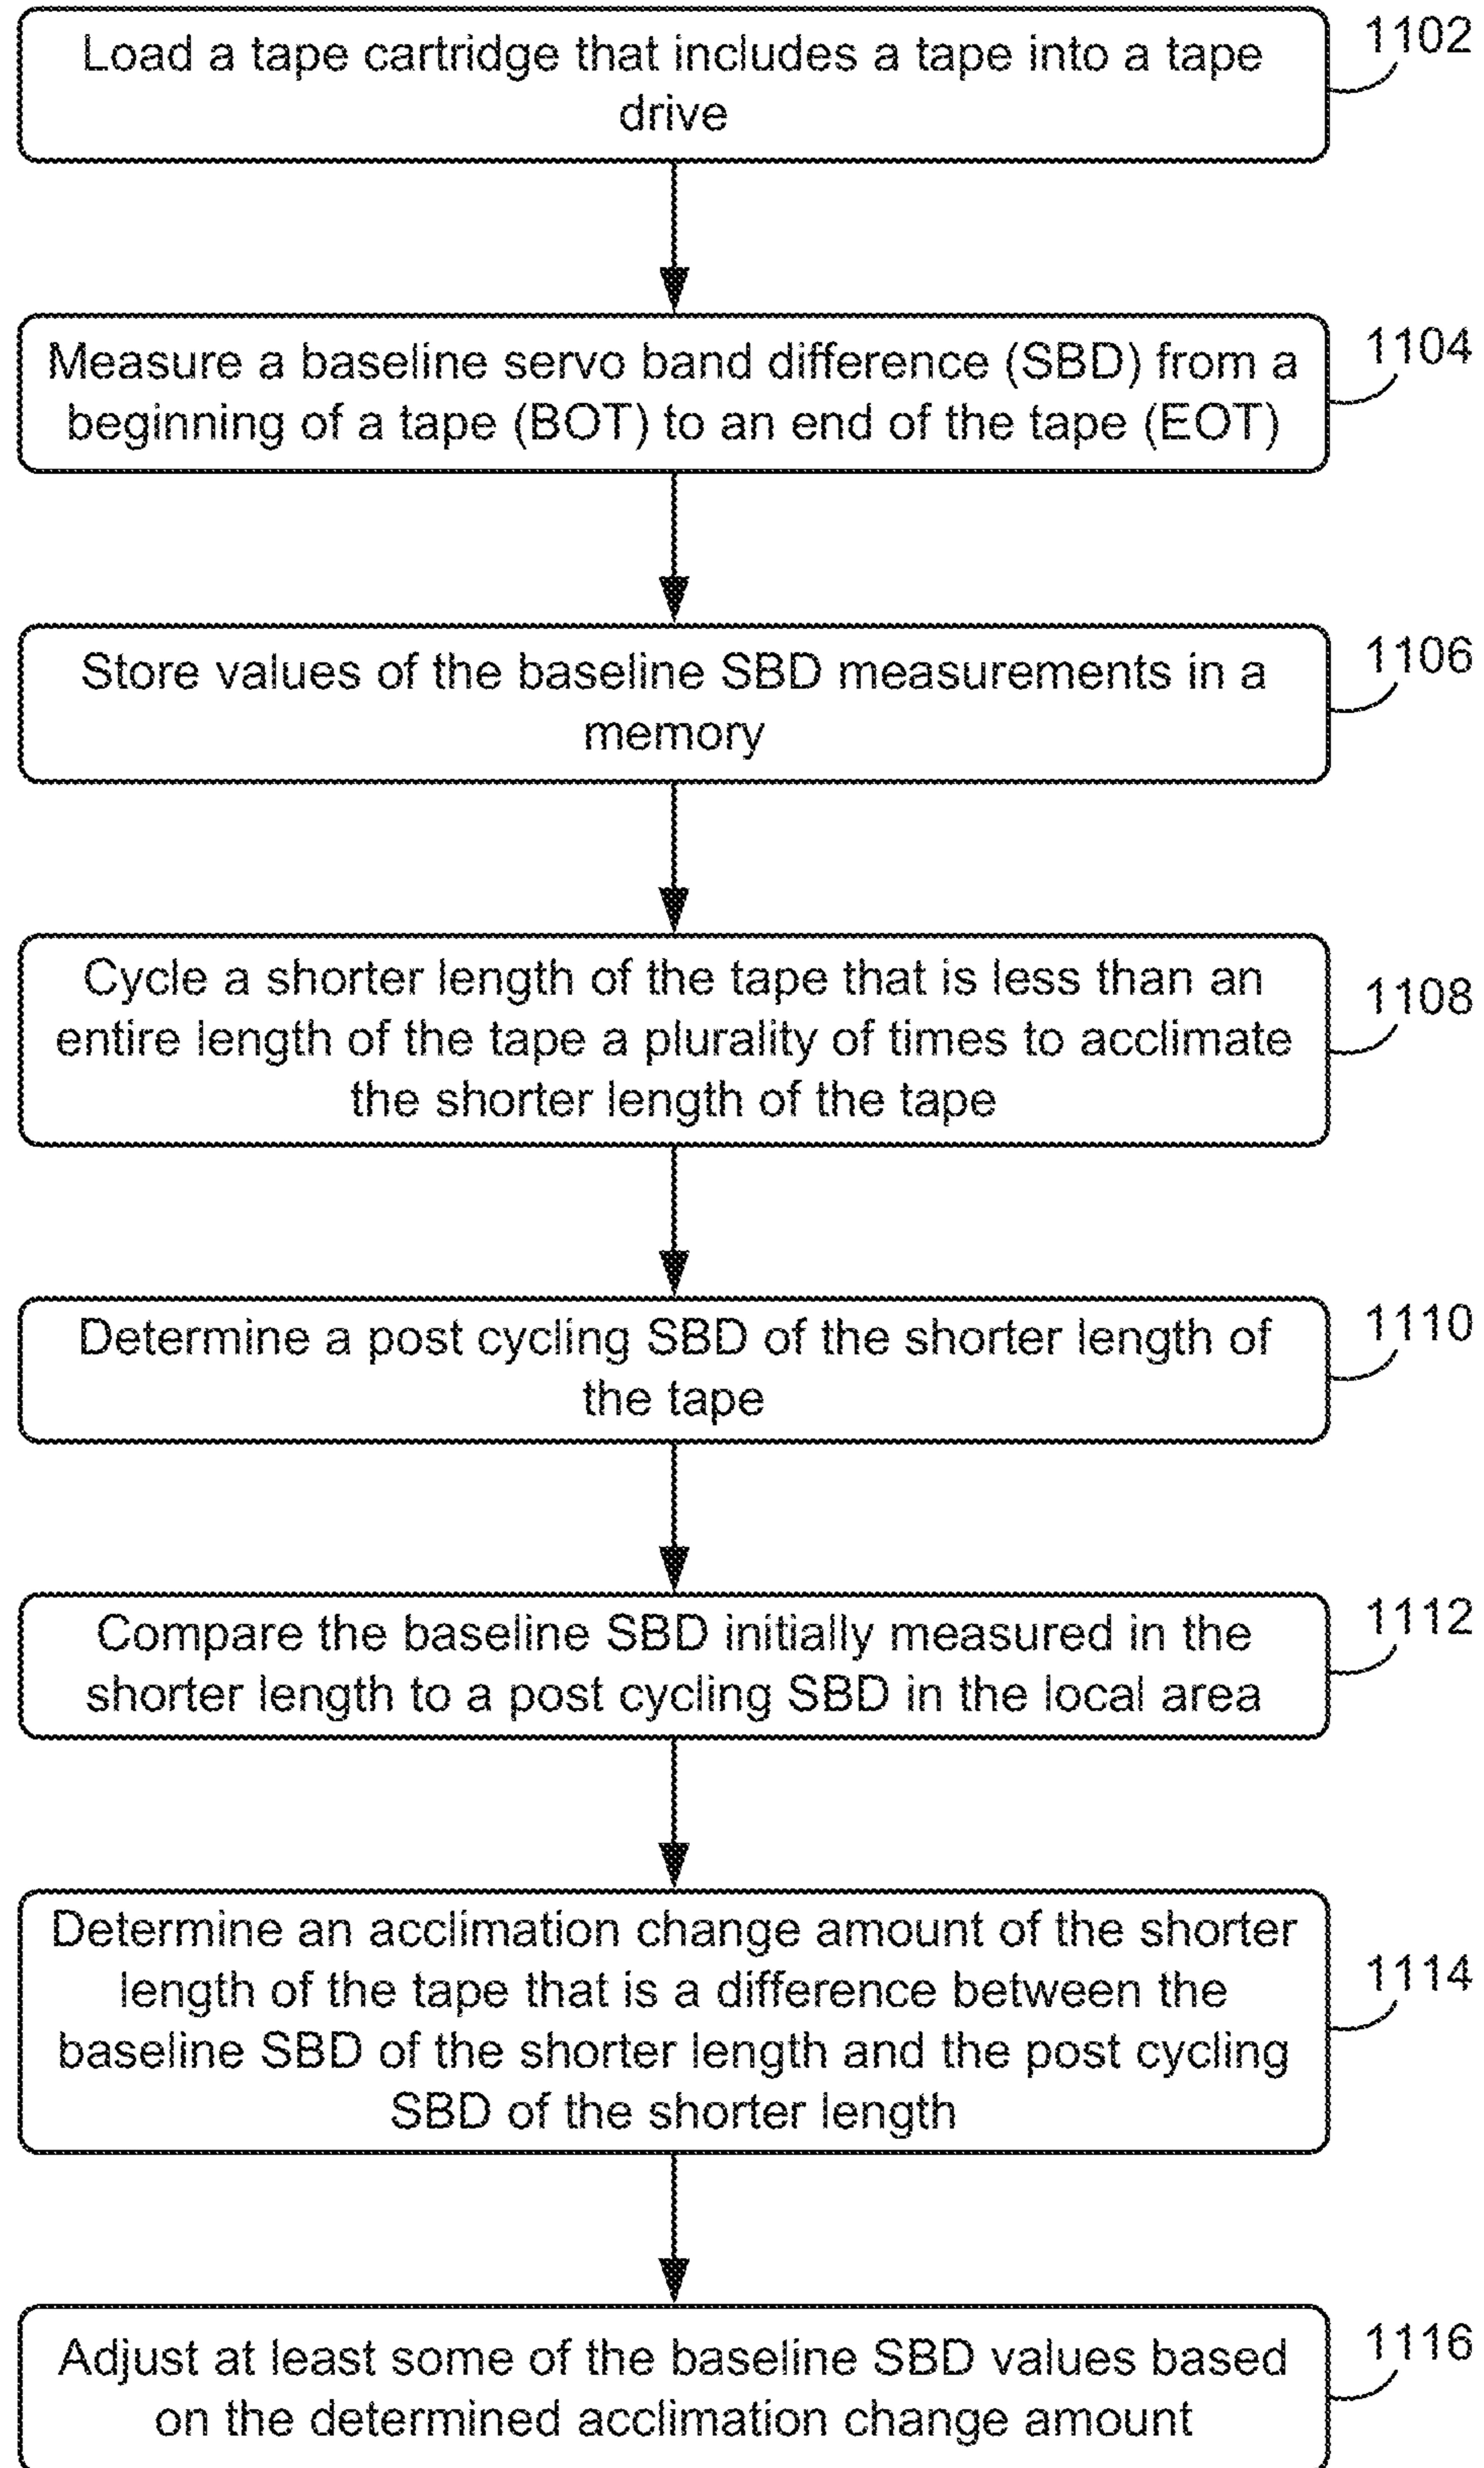 Load a tape cartridge that includes a tape into a tape
drive
1102
Measure a baseline servo band difference (SBD) from a
beginning of a tape (BOT) to an end of the tape (EOT)
1104
Store values of the baseline SBD measurements in a
memory
1106
Cycle a shorter length of the tape that is less than an
entire length of the tape a plurality of times to acclimate
the shorter length of the tape
1108
Determine a post cycling SBD of the shorter length of
the tape
1110
Compare the baseline SBD initially measured in the
shorter length to a post cycling SBD in the local area
1112
Determine an acclimation change amount of the shorter
length of the tape that is a difference between the
baseline SBD of the shorter length and the post cycling
SBD of the shorter length
1114
Adjust at least some of the baseline SBD values based
on the determined acclimation change amount
1116